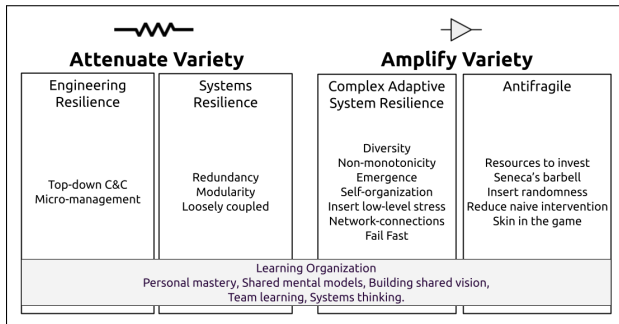 Attenuate Variety
Amplify Variety
Engineering
Resilience
Top-down C&C
Micro-management
Systems
Resilience
Redundancy
Modularity
Loosely coupled
Complex Adaptive
System Resilience
Diversity
Non-monotonicity
Emergence
Self-organization
Insert low-level stress
Network-connections
Fail Fast
Antifragile
Resources to invest
Seneca's barbell
Insert randomness
Reduce naive intervention
Skin in the game
Learning Organization
Personal mastery, Shared mental models, Building shared vision,
Team learning, Systems thinking.